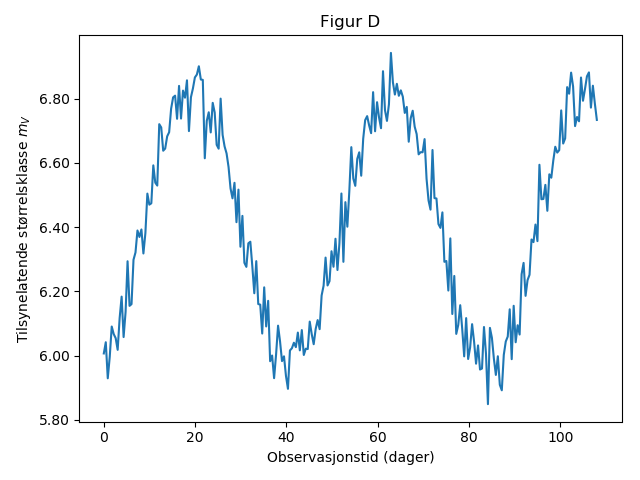 Figur D
Tilsynelatende størrelsklasse $m_V$
6.80
6.60
6.40
6.20
6.00
5.80
0 20 40 60 80 100
Observasjonstid (dager)